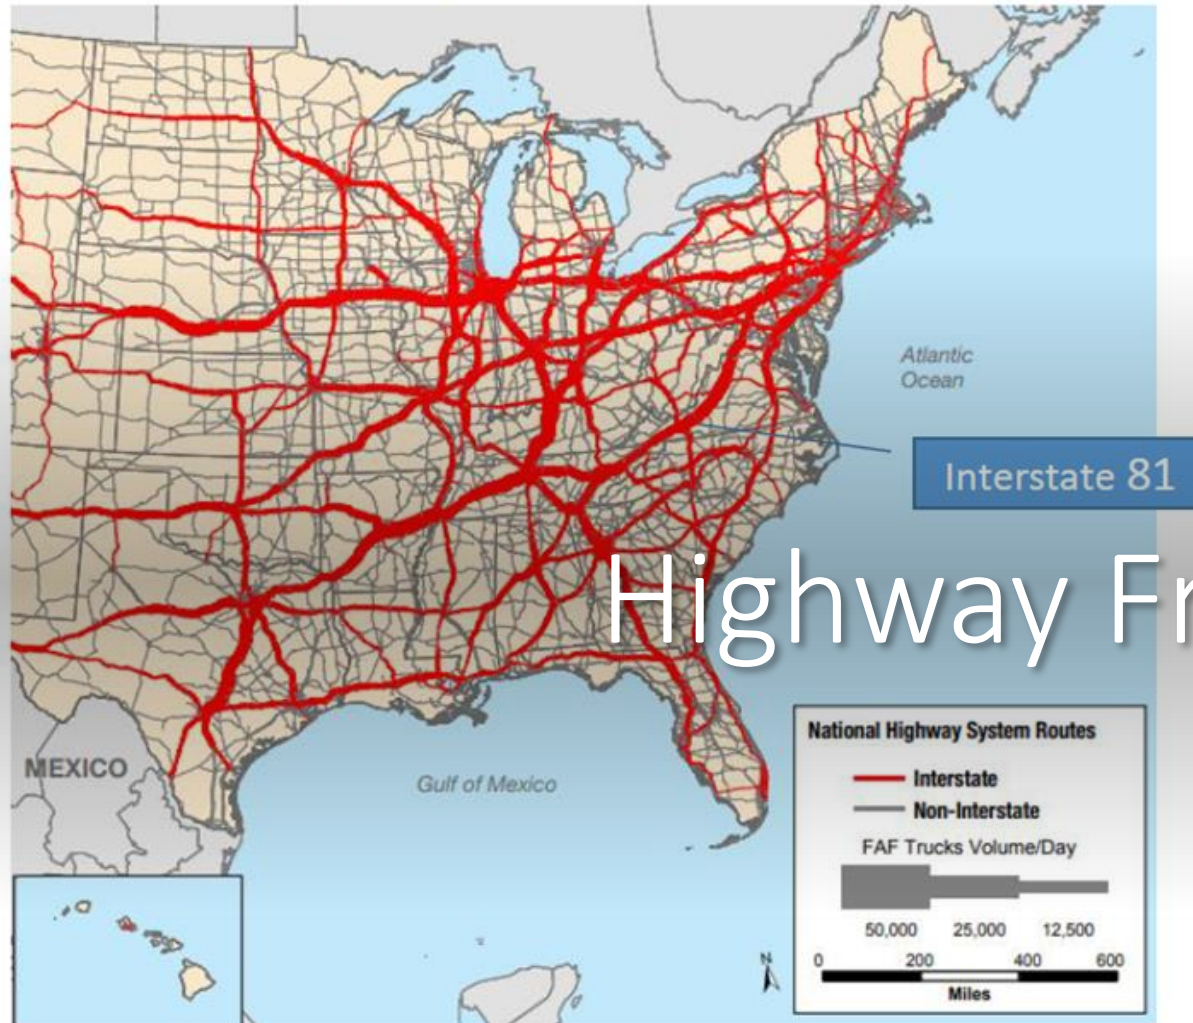 Atlantic
Ocean
Interstate 81
Highway Fr
National Highway System Routes
MEXICO
Gulf of Mexico
Interstate
Non-Interstate
FAF Trucks Volume/Day
50,000 25,000 12,500
N
0 200 400 600
Miles